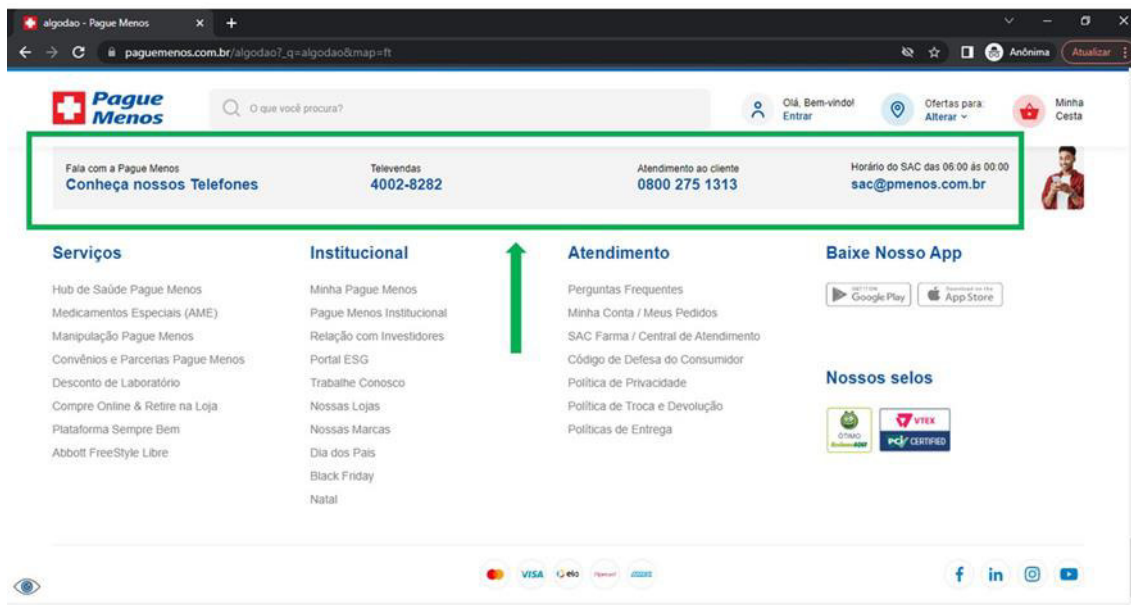 algodao - Pague Menos
paguemenos.com.br/algodao?_q=algodao&map=ft
Anônima
Atualizar
Pague
Menos
O que você procura?
Olá, Bem-vindo!
Entrar
Ofertas para:
Alterar
Minha
Cesta
Fala com a Pague Menos
Conheça nossos Telefones
Televendas
4002-8282
Atendimento ao cliente
0800 275 1313
Horário do SAC das 06:00 às 00:00
sac@pmenos.com.br
Serviços
Hub de Saúde Pague Menos
Medicamentos Especiais (AME)
Manipulação Pague Menos
Convênios e Parcerias Pague Menos
Desconto de Laboratório
Compre Online & Retire na Loja
Plataforma Sempre Bem
Abbott FreeStyle Libre
Institucional
Minha Pague Menos
Pague Menos Institucional
Relação com Investidores
Portal ESG
Trabalhe Conosco
Nossas Lojas
Nossas Marcas
Dia dos Pais
Black Friday
Natal
Atendimento
Perguntas Frequentes
Minha Conta / Meus Pedidos
SAC Farma / Central de Atendimento
Código de Defesa do Consumidor
Política de Privacidade
Política de Troca e Devolução
Políticas de Entrega
Baixe Nosso App
GET IT ON
Google Play
Download on the
App Store
Nossos selos
ÓTIMO
VTEX
PCI CERTIFIED
VISA
elo